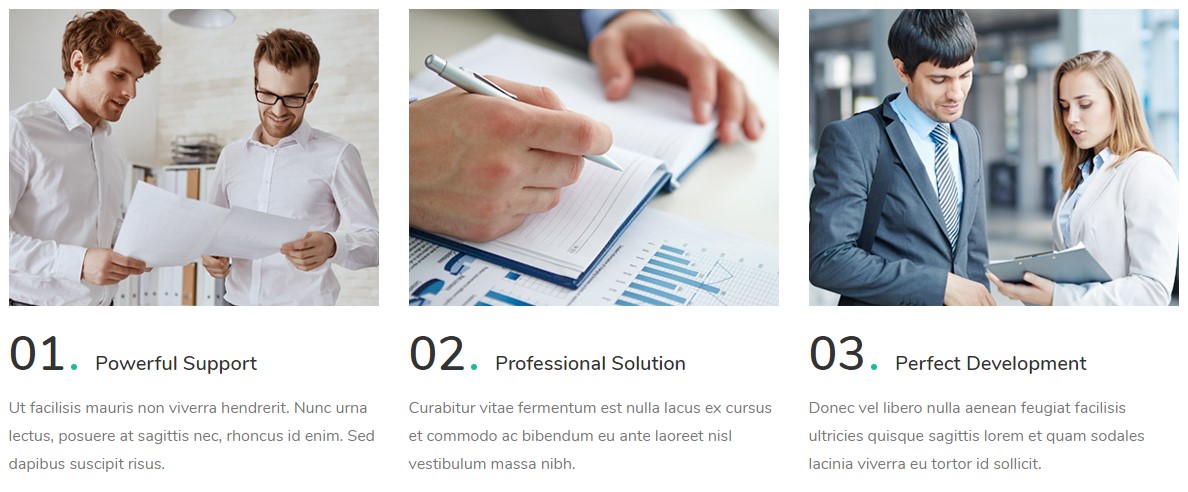 01. Powerful Support
Ut facilisis mauris non viverra hendrerit. Nunc urna
lectus, posuere at sagittis nec, rhoncus id enim. Sed
dapibus suscipit risus.
02. Professional Solution
Curabitur vitae fermentum est nulla lacus ex cursus
et commodo ac bibendum eu ante laoreet nisl
vestibulum massa nibh.
03. Perfect Development
Donec vel libero nulla aenean feugiat facilisis
ultricies quisque sagittis lorem et quam sodales
lacinia viverra eu tortor id sollicit.